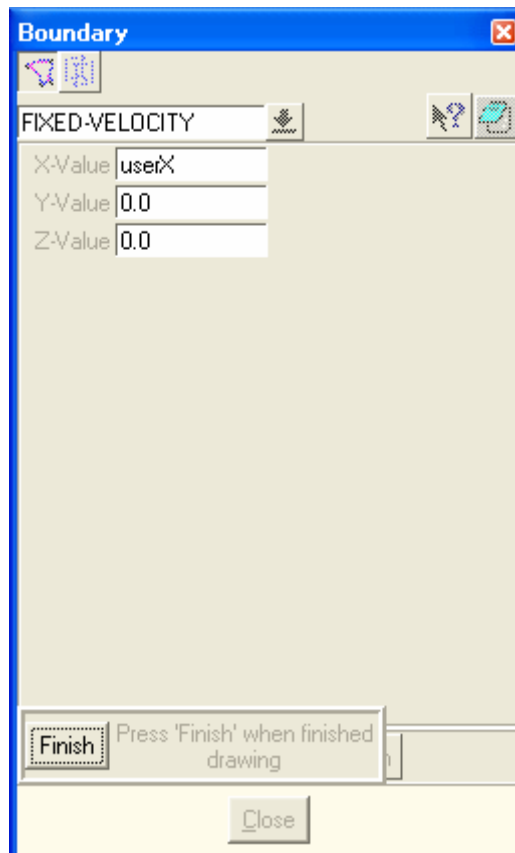 Boundary
FIXED-VELOCITY
X-Value userX
Y-Value 0.0
Z-Value 0.0
Finish
Press 'Finish' when finished
drawing
Close